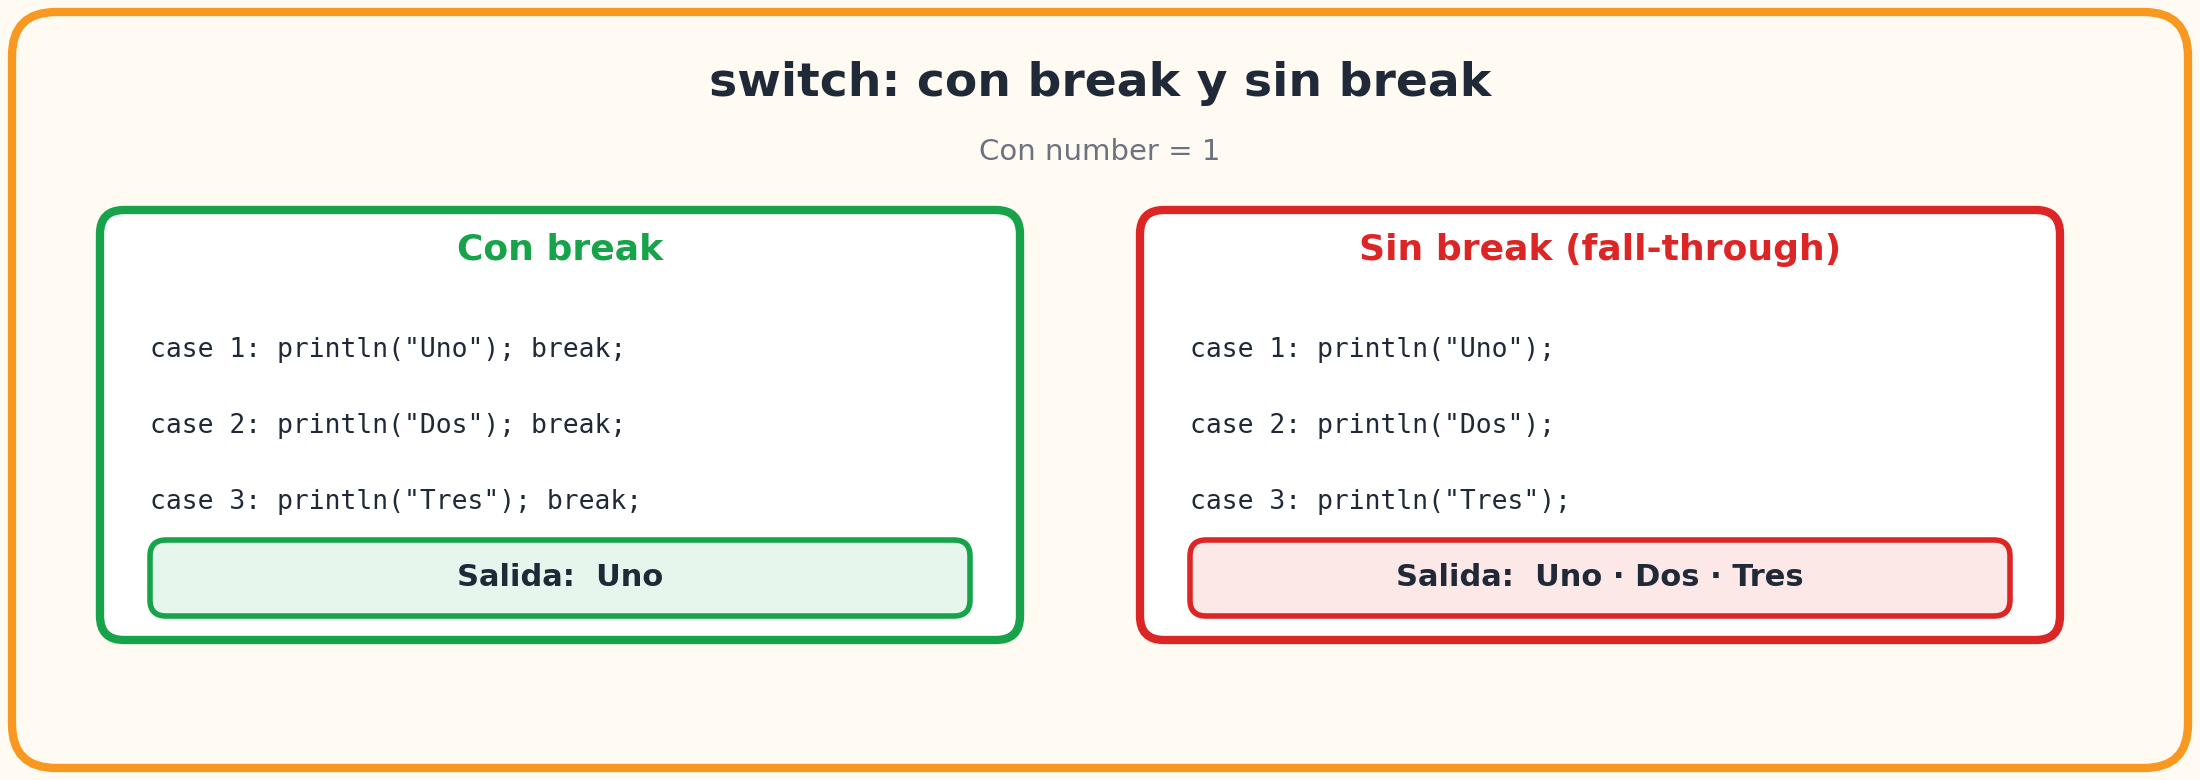 switch: con break y sin break
Con number = 1
Con break
case 1: println("Uno"); break;
case 2: println("Dos"); break;
case 3: println("Tres"); break;
Salida:  Uno
Sin break (fall-through)
case 1: println("Uno");
case 2: println("Dos");
case 3: println("Tres");
Salida:  Uno · Dos · Tres